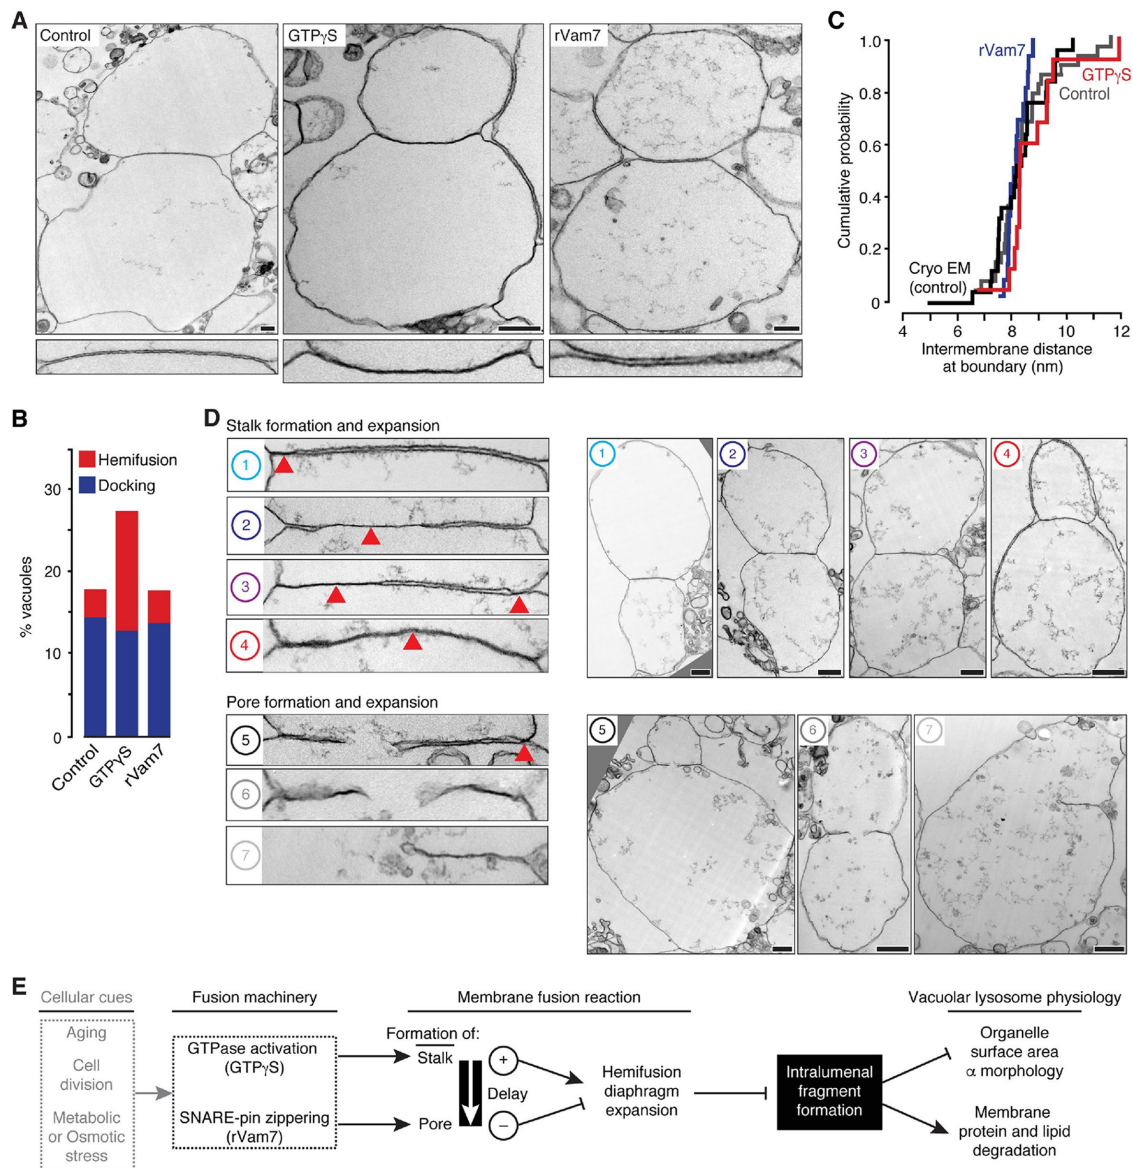 A
Control
GTPγS
rVam7
C
Cumulative probability
1.0
0.8
0.6
0.4
0.2
0
rVam7
GTPγS
Control
Cryo EM
(control)
4
6
8
10
12
Intermembrane distance
at boundary (nm)
B
Hemifusion
Docking
% vacuoles
30
20
10
0
Control
GTPγS
rVam7
D
Stalk formation and expansion
1
2
3
4
Pore formation and expansion
5
6
7
1
2
3
4
5
6
7
E
Cellular cues
Aging
Cell
division
Metabolic
or Osmotic
stress
Fusion machinery
GTPase activation
(GTPγS)
SNARE-pin zippering
(rVam7)
Membrane fusion reaction
Formation of:
Stalk
Pore
+
Delay
−
Hemifusion
diaphragm
expansion
Intralumenal
fragment
formation
Vacuolar lysosome physiology
Organelle
surface area
α morphology
Membrane
protein and lipid
degradation